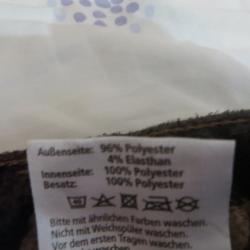 Außenseite: 96% Polyester
4% Elasthan
Innenseite: 100% Polyester
Besatz: 100% Polyester
Bitte mit ähnlichen Farben waschen.
Nicht mit Weichspüler waschen.
Vor dem ersten Tragen waschen.